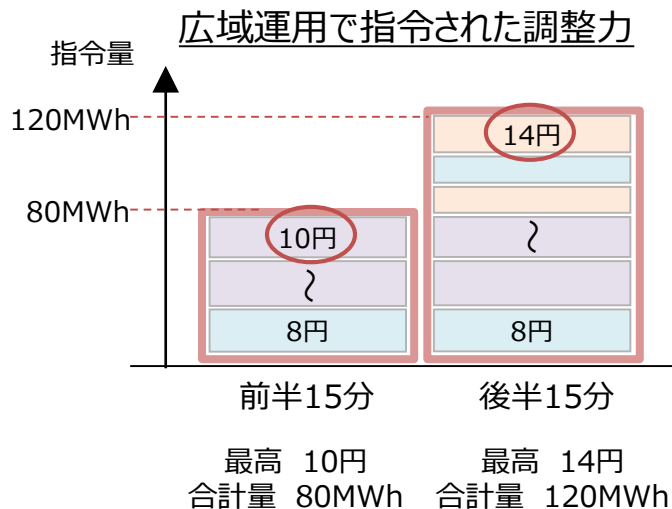 広域運用で指令された調整力
指令量
120MWh
80MWh
10円
～
8円
14円
～
8円
前半15分
後半15分
最高 10円
合計量 80MWh
最高 14円
合計量 120MWh